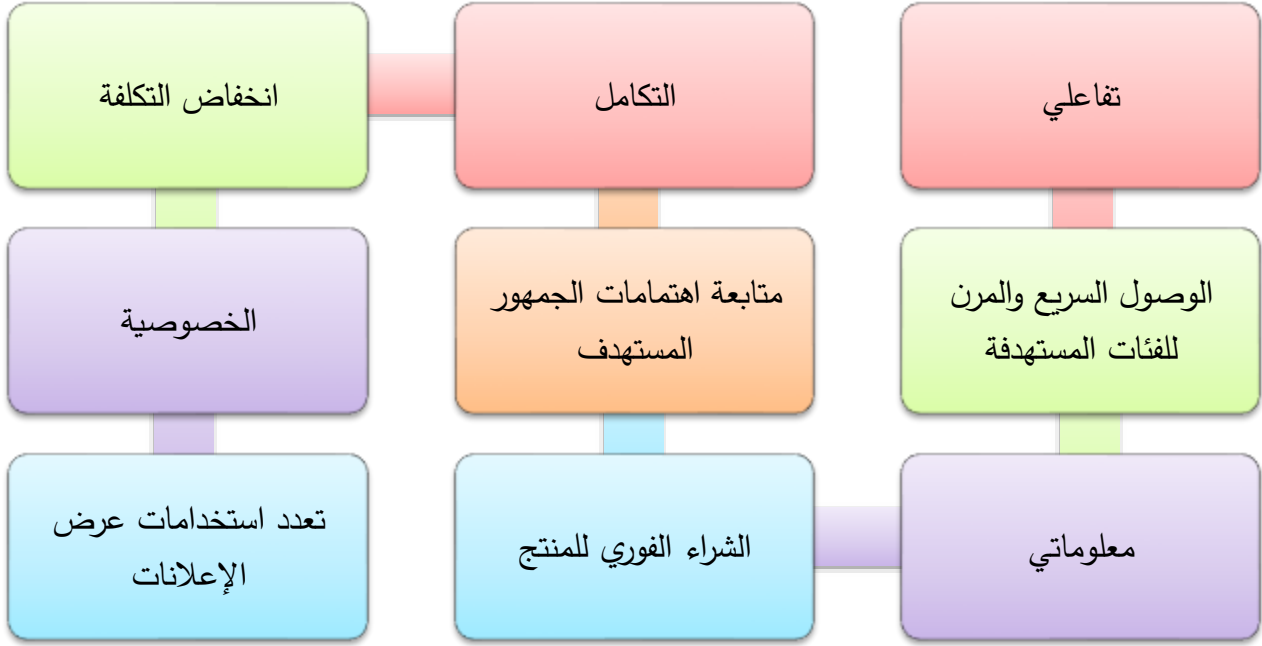 تفاعلي
الوصول السريع والمرن
للفئات المستهدفة
معلوماتي
الشراء الفوري للمنتج
متابعة اهتمامات الجمهور
المستهدف
التكامل
انخفاض التكلفة
الخصوصية
تعدد استخدامات عرض
الإعلانات